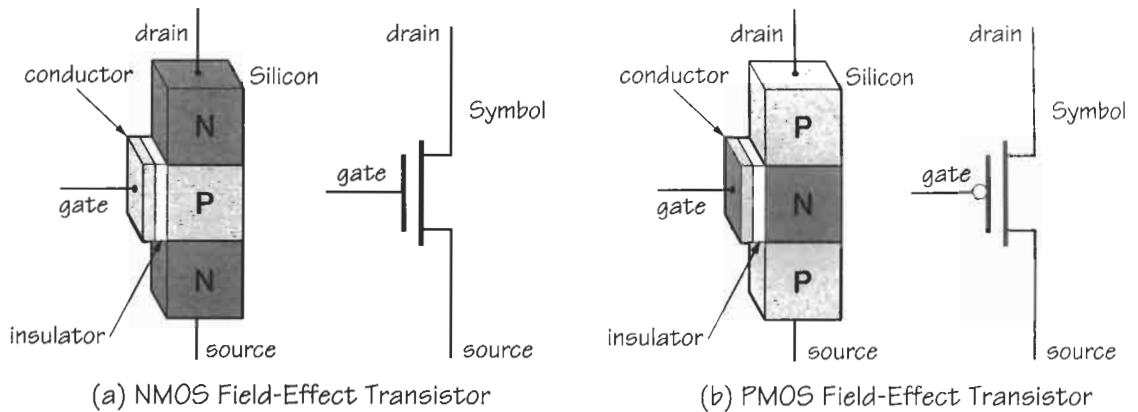 drain
conductor
Silicon
N
P
N
gate
insulator
source
drain
Symbol
gate
source
(a) NMOS Field-Effect Transistor
drain
conductor
Silicon
P
N
P
gate
insulator
source
drain
Symbol
gate
source
(b) PMOS Field-Effect Transistor